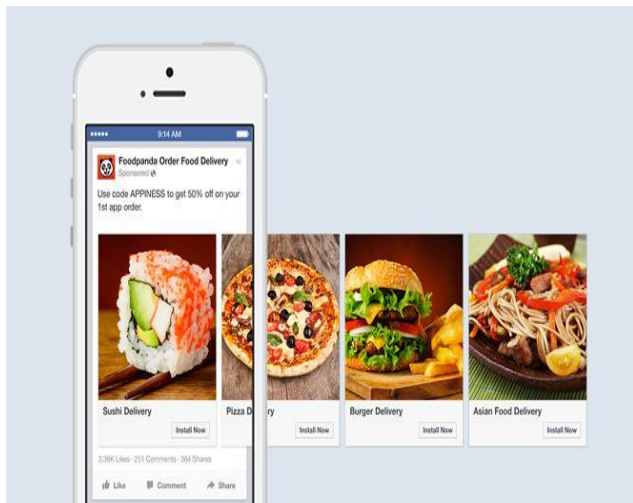 9:14 AM
Foodpanda Order Food Delivery
Sponsored
Use code APPINESS to get 50% off on your
1st app order.
Sushi Delivery
Install Now
Pizza D ry
Install Now
Burger Delivery
Install Now
Asian Food Delivery
Install Now
3.36K Likes · 251 Comments · 364 Shares
Like Comment Share